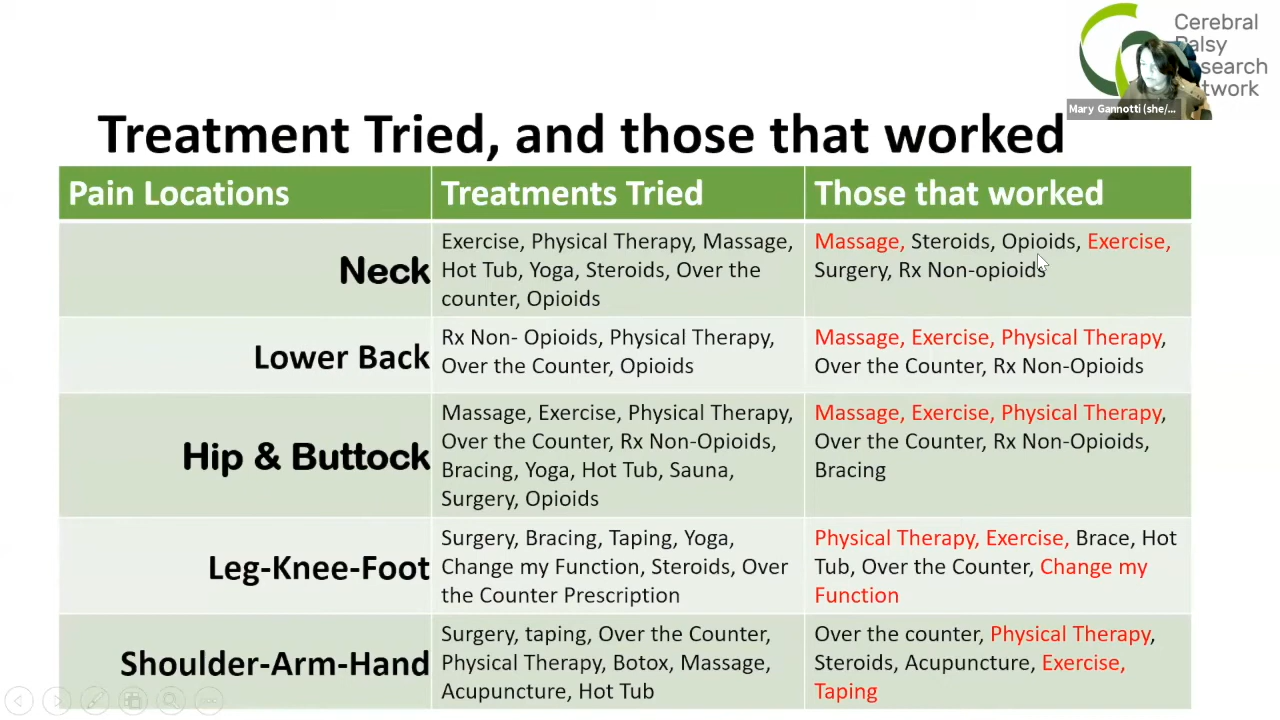 Cerebral
Palsy
Research
Network
Mary Gannotti (she/...
Treatment Tried, and those that worked
Pain Locations
Treatments Tried
Those that worked
Neck
Exercise, Physical Therapy, Massage,
Hot Tub, Yoga, Steroids, Over the
counter, Opioids
Massage, Steroids, Opioids, Exercise,
Surgery, Rx Non-opioids
Lower Back
Rx Non- Opioids, Physical Therapy,
Over the Counter, Opioids
Massage, Exercise, Physical Therapy,
Over the Counter, Rx Non-Opioids
Hip & Buttock
Massage, Exercise, Physical Therapy,
Over the Counter, Rx Non-Opioids,
Bracing, Yoga, Hot Tub, Sauna,
Surgery, Opioids
Massage, Exercise, Physical Therapy,
Over the Counter, Rx Non-Opioids,
Bracing
Leg-Knee-Foot
Surgery, Bracing, Taping, Yoga,
Change my Function, Steroids, Over
the Counter Prescription
Physical Therapy, Exercise, Brace, Hot
Tub, Over the Counter, Change my
Function
Shoulder-Arm-Hand
Surgery, taping, Over the Counter,
Physical Therapy, Botox, Massage,
Acupuncture, Hot Tub
Over the counter, Physical Therapy,
Steroids, Acupuncture, Exercise,
Taping